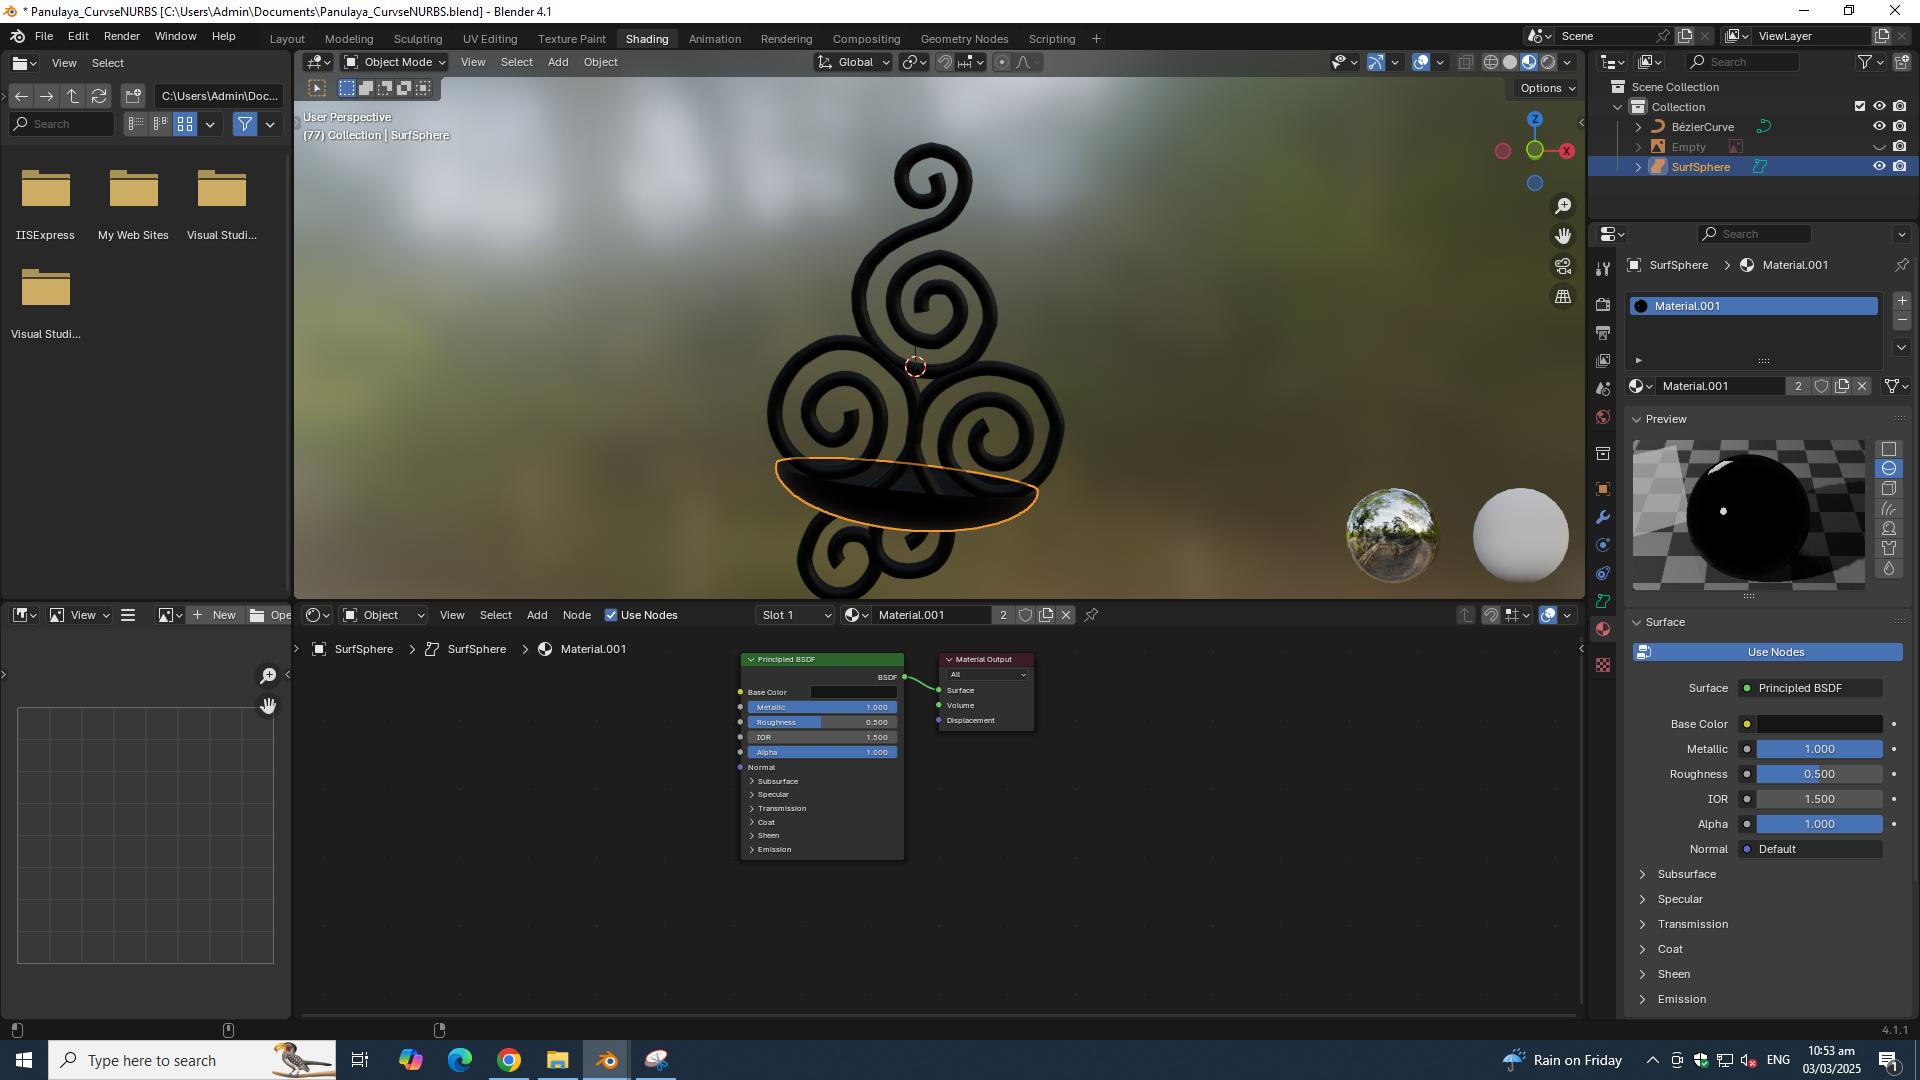 * Panulaya_CurvseNURBS [C:\Users\Admin\Documents\Panulaya_CurvseNURBS.blend] - Blender 4.1
File Edit Render Window Help
Layout Modeling Sculpting UV Editing Texture Paint Shading Animation Rendering Compositing Geometry Nodes Scripting
Scene
ViewLayer
View Select
C:\Users\Admin\Doc...
Search
IISExpress My Web Sites Visual Studi...
Visual Studi...
Object Mode View Select Add Object
Global
Options
User Perspective
(77) Collection | SurfSphere
Z
X
Search
Scene Collection
Collection
BézierCurve
Empty
SurfSphere
Search
SurfSphere Material.001
Material.001
Material.001 2
Preview
Surface
Use Nodes
Surface Principled BSDF
Base Color
Metallic 1.000
Roughness 0.500
IOR 1.500
Alpha 1.000
Normal Default
Subsurface
Specular
Transmission
Coat
Sheen
Emission
View New Ope
Object View Select Add Node Use Nodes Slot 1 Material.001 2
SurfSphere SurfSphere Material.001
Principled BSDF
BSDF
Base Color
Metallic 1.000
Roughness 0.500
IOR 1.500
Alpha 1.000
Normal
Subsurface
Specular
Transmission
Coat
Sheen
Emission
Material Output
All
Surface
Volume
Displacement
4.1.1
Type here to search
Rain on Friday
ENG
10:53 am
03/03/2025
1